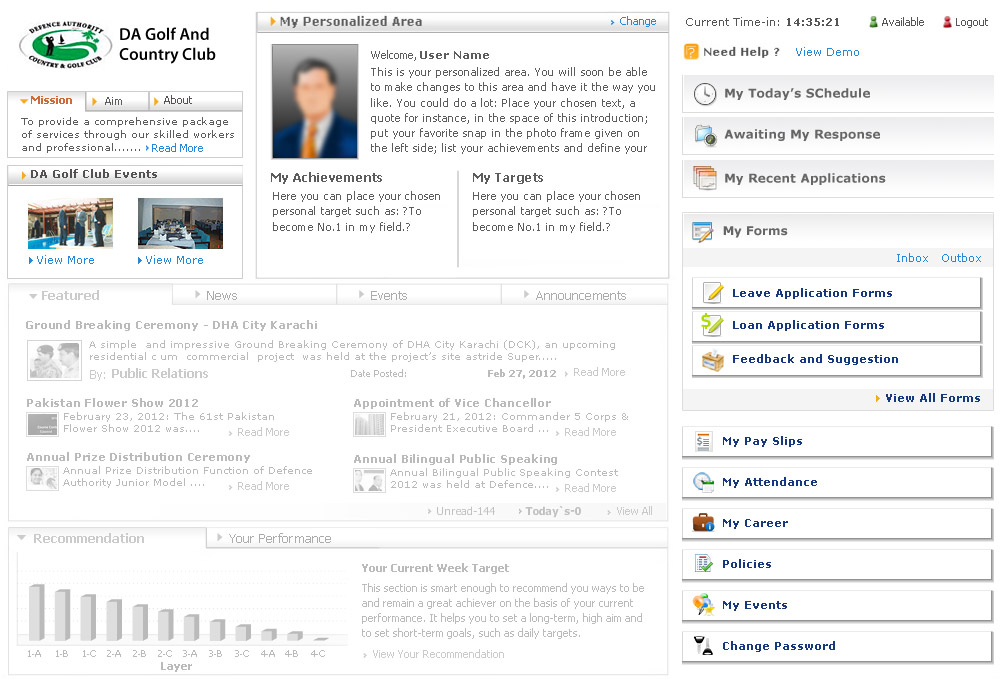 DEFENCE AUTHORITY
COUNTRY & GOLF CLUB
DA Golf And
Country Club
Mission
Aim
About
To provide a comprehensive package
of services through our skilled workers
and professional....... Read More
DA Golf Club Events
View More
View More
My Personalized Area
Change
Welcome, User Name
This is your personalized area. You will soon be able
to make changes to this area and have it the way you
like. You could do a lot: Place your chosen text, a
quote for instance, in the space of this introduction;
put your favorite snap in the photo frame given on
the left side; list your achievements and define your
My Achievements
Here you can place your chosen
personal target such as: ?To
become No.1 in my field.?
My Targets
Here you can place your chosen
personal target such as: ?To
become No.1 in my field.?
Current Time-in: 14:35:21
Available
Logout
Need Help ? View Demo
My Today's SChedule
Awaiting My Response
My Recent Applications
My Forms
Inbox Outbox
Leave Application Forms
Loan Application Forms
Feedback and Suggestion
View All Forms
My Pay Slips
My Attendance
My Career
Policies
My Events
Change Password
Featured
News
Events
Announcements
Ground Breaking Ceremony - DHA City Karachi
A simple and impressive Ground Breaking Ceremony of DHA City Karachi (DCK), an upcoming
residential cum commercial project was held at the project's site astride Super.....
By: Public Relations
Date Posted: Feb 27, 2012 Read More
Pakistan Flower Show 2012
February 23, 2012: The 61st Pakistan
Flower Show 2012 was.... Read More
Appointment of Vice Chancellor
February 21, 2012: Commander 5 Corps &
President Executive Board ... Read More
Annual Prize Distribution Ceremony
Annual Prize Distribution Function of Defence
Authority Junior Model .... Read More
Annual Bilingual Public Speaking
Annual Bilingual Public Speaking Contest
2012 was held at Defence.... Read More
Unread-144 Today`s-0 View All
Recommendation
Your Performance
1-A 1-B 1-C 2-A 2-B 2-C 3-A 3-B 3-C 4-A 4-B 4-C
Layer
Your Current Week Target
This section is smart enough to recommend you ways to be
and remain a great achiever on the basis of your current
performance. It helps you to set a long-term, high aim and
to set short-term goals, such as daily targets.
View Your Recommendation